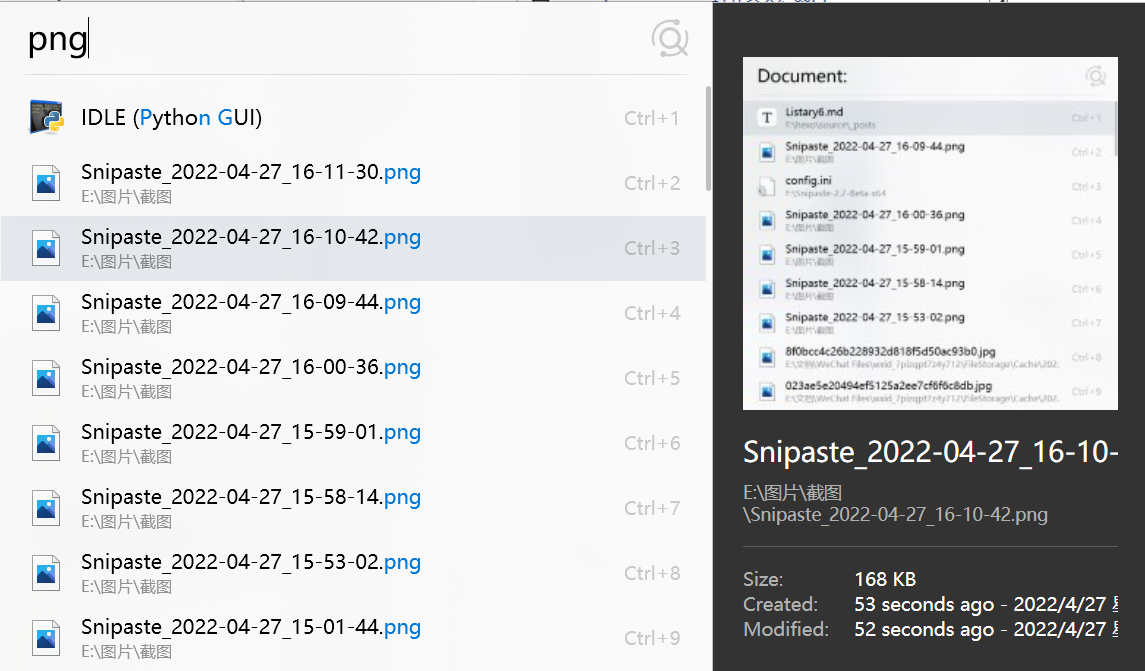 png
IDLE (Python GUI)
Ctrl+1
Snipaste_2022-04-27_16-11-30.png
E:\图片\截图
Ctrl+2
Snipaste_2022-04-27_16-10-42.png
E:\图片\截图
Ctrl+3
Snipaste_2022-04-27_16-09-44.png
E:\图片\截图
Ctrl+4
Snipaste_2022-04-27_16-00-36.png
E:\图片\截图
Ctrl+5
Snipaste_2022-04-27_15-59-01.png
E:\图片\截图
Ctrl+6
Snipaste_2022-04-27_15-58-14.png
E:\图片\截图
Ctrl+7
Snipaste_2022-04-27_15-53-02.png
E:\图片\截图
Ctrl+8
Snipaste_2022-04-27_15-01-44.png
E:\图片\截图
Ctrl+9
Document:
Listary6.md
F:\hexo\source\_posts
Ctrl+1
Snipaste_2022-04-27_16-09-44.png
E:\图片\截图
Ctrl+2
config.ini
F:\Snipaste-2.7-Beta-x64
Ctrl+3
Snipaste_2022-04-27_16-00-36.png
E:\图片\截图
Ctrl+4
Snipaste_2022-04-27_15-59-01.png
E:\图片\截图
Ctrl+5
Snipaste_2022-04-27_15-58-14.png
E:\图片\截图
Ctrl+6
Snipaste_2022-04-27_15-53-02.png
E:\图片\截图
Ctrl+7
8f0bcc4c26b228932d818f5d50ac93b0.jpg
Ctrl+8
023ae5e20494ef5125a2ee7cf6f6c8db.jpg
Ctrl+9
Snipaste_2022-04-27_16-10-
E:\图片\截图
\Snipaste_2022-04-27_16-10-42.png
Size: 168 KB
Created: 53 seconds ago - 2022/4/27
Modified: 52 seconds ago - 2022/4/27